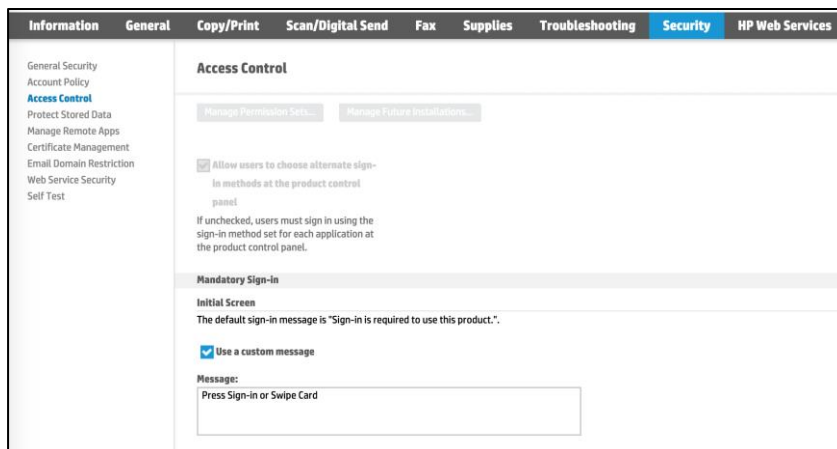 Information General Copy/Print Scan/Digital Send Fax Supplies Troubleshooting Security HP Web Services
General Security
Account Policy
Access Control
Protect Stored Data
Manage Remote Apps
Certificate Management
Email Domain Restriction
Web Service Security
Self Test
Access Control
Manage Permission Sets... Manage Future Installations...
Allow users to choose alternate sign-
in methods at the product control
panel
If unchecked, users must sign in using the
sign-in method set for each application at
the product control panel.
Mandatory Sign-in
Initial Screen
The default sign-in message is "Sign-in is required to use this product.".
Use a custom message
Message:
Press Sign-in or Swipe Card